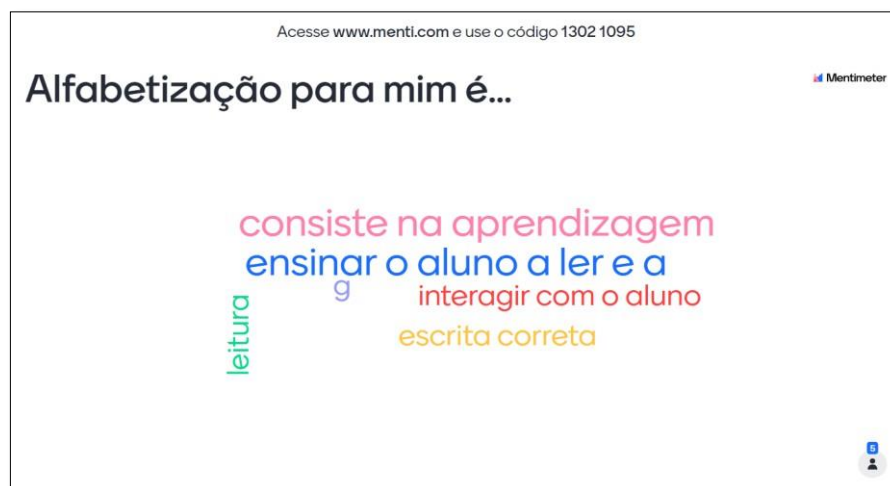 Acesse www.menti.com e use o código 1302 1095
Mentimeter
Alfabetização para mim é...
consiste na aprendizagem
ensinar o aluno a ler e a
g
interagir com o aluno
leitura
escrita correta
5